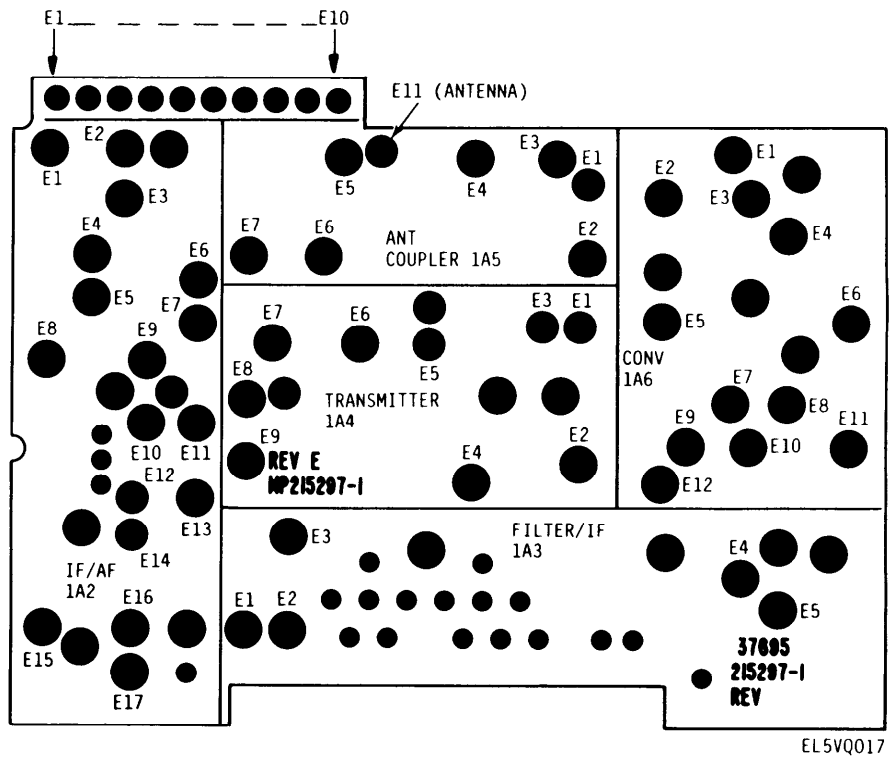 E1 E10
E11 (ANTENNA)
E1
E2
E3
E4
E5
E6
E7
E8
E9
E10 E11
E12
E13
E14
IF/AF
1A2
E15
E16
E17
E5
E4
E3
E1
E7
E6
E2
ANT
COUPLER 1A5
E7
E6
E5
E3 E1
E8
TRANSMITTER
1A4
E9
REV E
MP215297-1
E4
E2
E1
E2
E3
E4
E5
E6
CONV
1A6
E7
E8
E9
E10
E11
E12
E3
FILTER/IF
1A3
E1 E2
E4
E5
37695
215297-1
REV
EL5VQ017